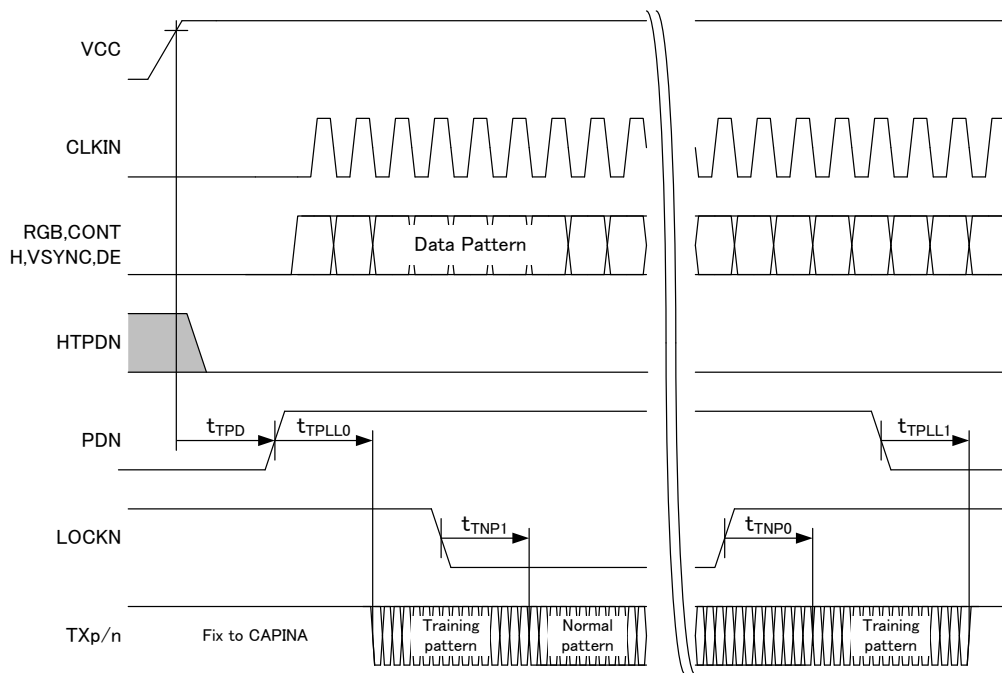 VCC
CLKIN
RGB,CONT
H,VSYNC,DE
Data Pattern
HTPDN
PDN
tTPD
tTPLL0
tTPLL1
LOCKN
tTNP1
tTNP0
TXp/n
Fix to CAPINA
Training
pattern
Normal
pattern
Training
pattern